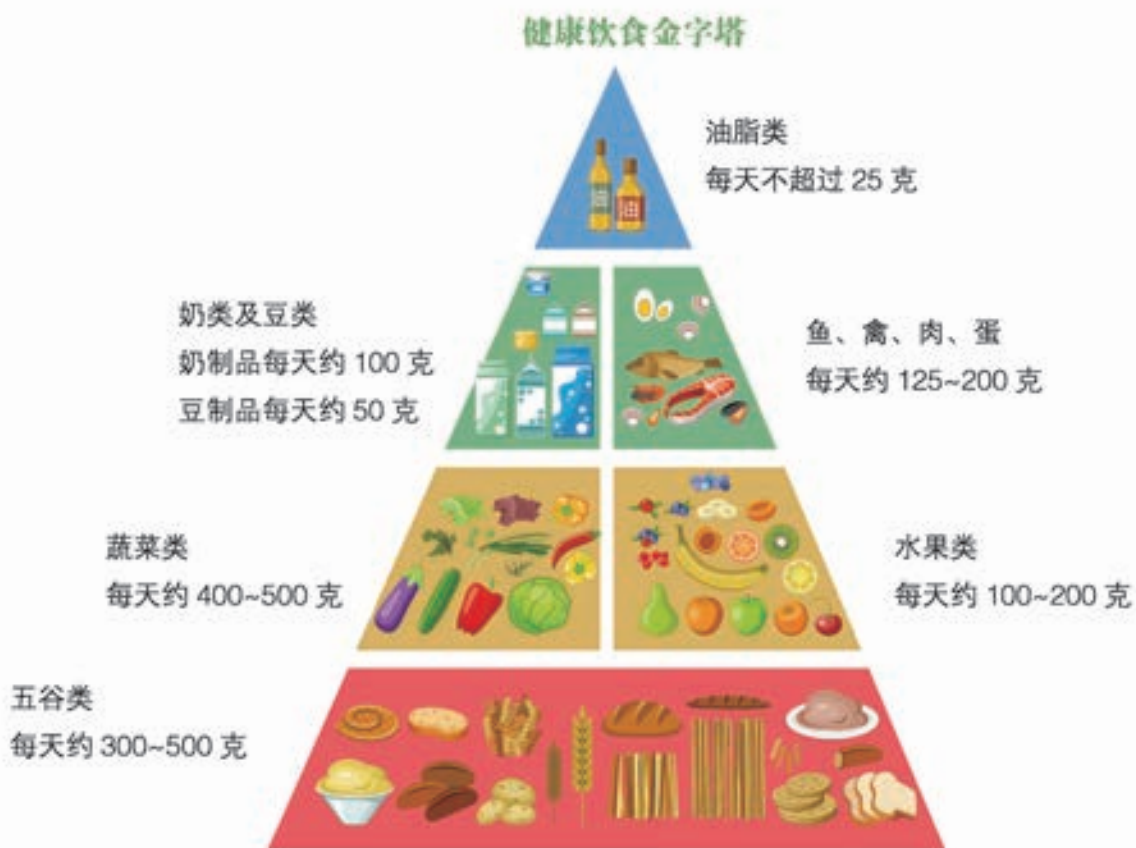 健康饮食金字塔
油脂类
每天不超过 25 克
油
油
奶类及豆类
奶制品每天约 100 克
豆制品每天约 50 克
鱼、禽、肉、蛋
每天约 125~200 克
蔬菜类
每天约 400~500 克
水果类
每天约 100~200 克
五谷类
每天约 300~500 克